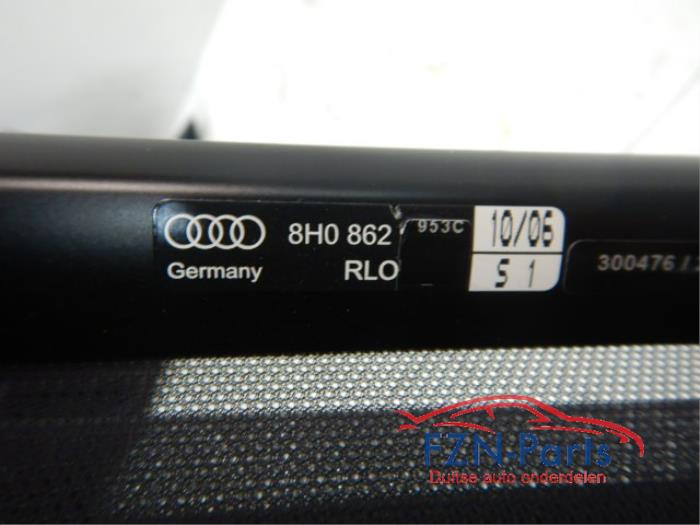 8H0 862 953C 10/06
Germany RLO S 1
300476
FZN-Parts
Duitse auto onderdelen